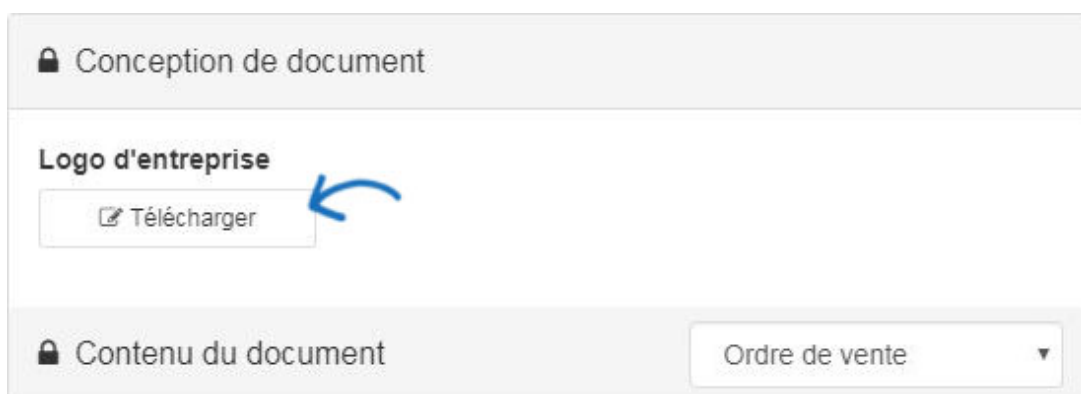 Conception de document
Logo d'entreprise
Télécharger
Contenu du document
Ordre de vente